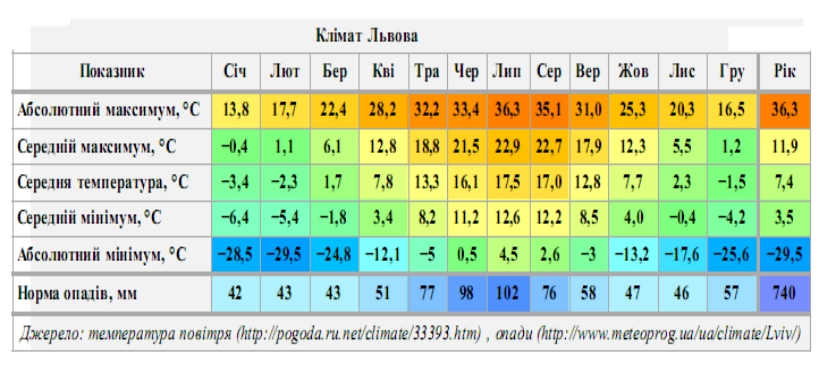 Клімат Львова
Показник Січ Лют Бер Кві Тра Чер Лип Сер Вер Жов Лис Гру Рік
Абсолютний максимум, °C 13,8 17,7 22,4 28,2 32,2 33,4 36,3 35,1 31,0 25,3 20,3 16,5 36,3
Середній максимум, °C −0,4 1,1 6,1 12,8 18,8 21,5 22,9 22,7 17,9 12,3 5,5 1,2 11,9
Середня температура, °C −3,4 −2,3 1,7 7,8 13,3 16,1 17,5 17,0 12,8 7,7 2,3 −1,5 7,4
Середній мінімум, °C −6,4 −5,4 −1,8 3,4 8,2 11,2 12,6 12,2 8,5 4,0 −0,4 −4,2 3,5
Абсолютний мінімум, °C −28,5 −29,5 −24,8 −12,1 −5 0,5 4,5 2,6 −3 −13,2 −17,6 −25,6 −29,5
Норма опадів, мм 42 43 43 51 77 98 102 76 58 47 46 57 740
Джерело: температура повітря (http://pogoda.ru.net/climate/33393.htm) , опади (http://www.meteoprog.ua/ua/climate/Lviv/)